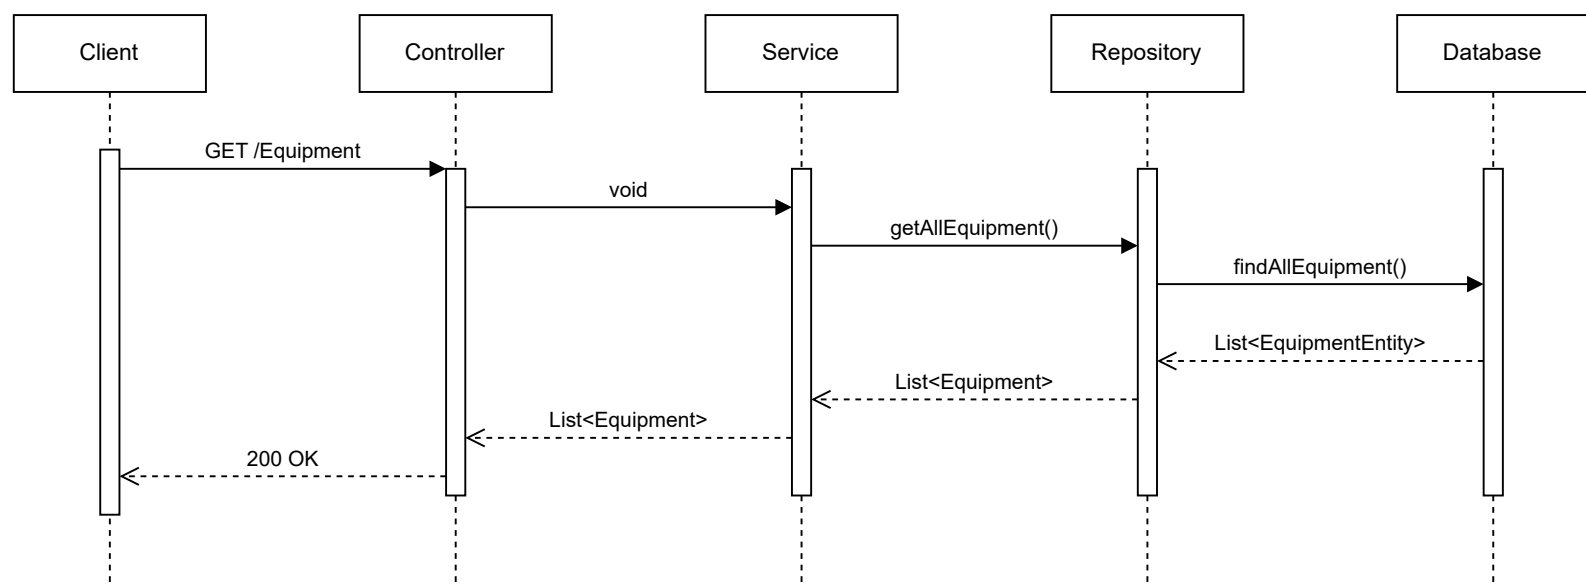 Client
Controller
Service
Repository
Database
GET /Equipment
void
getAllEquipment()
findAllEquipment()
List<EquipmentEntity>
List<Equipment>
List<Equipment>
200 OK